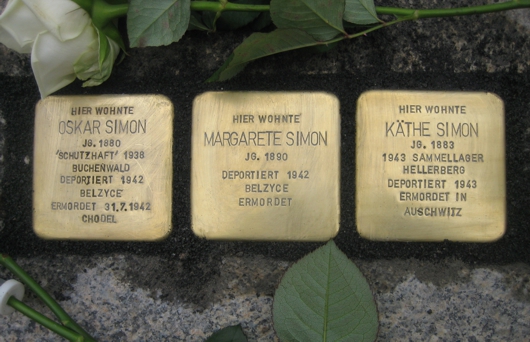 HIER WOHNTE
OSKAR SIMON
JG. 1880
'SCHUTZHAFT' 1938
BUCHENWALD
DEPORTIERT 1942
BELZYCE
ERMORDET 31.7.1942
CHODEL
HIER WOHNTE
MARGARETE SIMON
JG. 1890
DEPORTIERT 1942
BELZYCE
ERMORDET
HIER WOHNTE
KÄTHE SIMON
JG. 1883
1943 SAMMELLAGER
HELLERBERG
DEPORTIERT 1943
ERMORDET IN
AUSCHWITZ